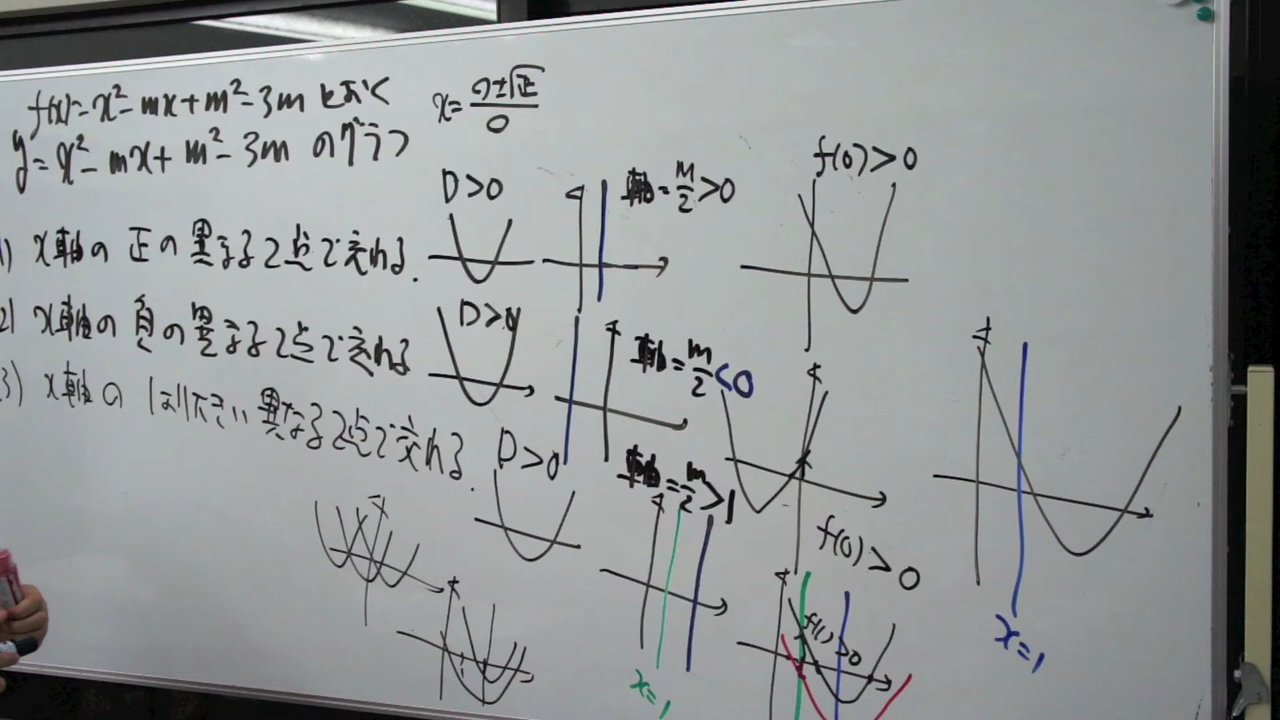 f(x)=x²-mx+m²-3m とおく
y=x²-mx+m²-3m のグラフ
x=
D>0
軸=m/2>0
f(0)>0
1) x軸の正の異なる2点で交わる.
D>0
軸=m/2<0
f(0)>0
2) x軸の負の異なる2点で交わる
3) x軸の1より大きい異なる2点で交わる.
D>0
軸=m/2>1
x=1
f(1)>0
x=1